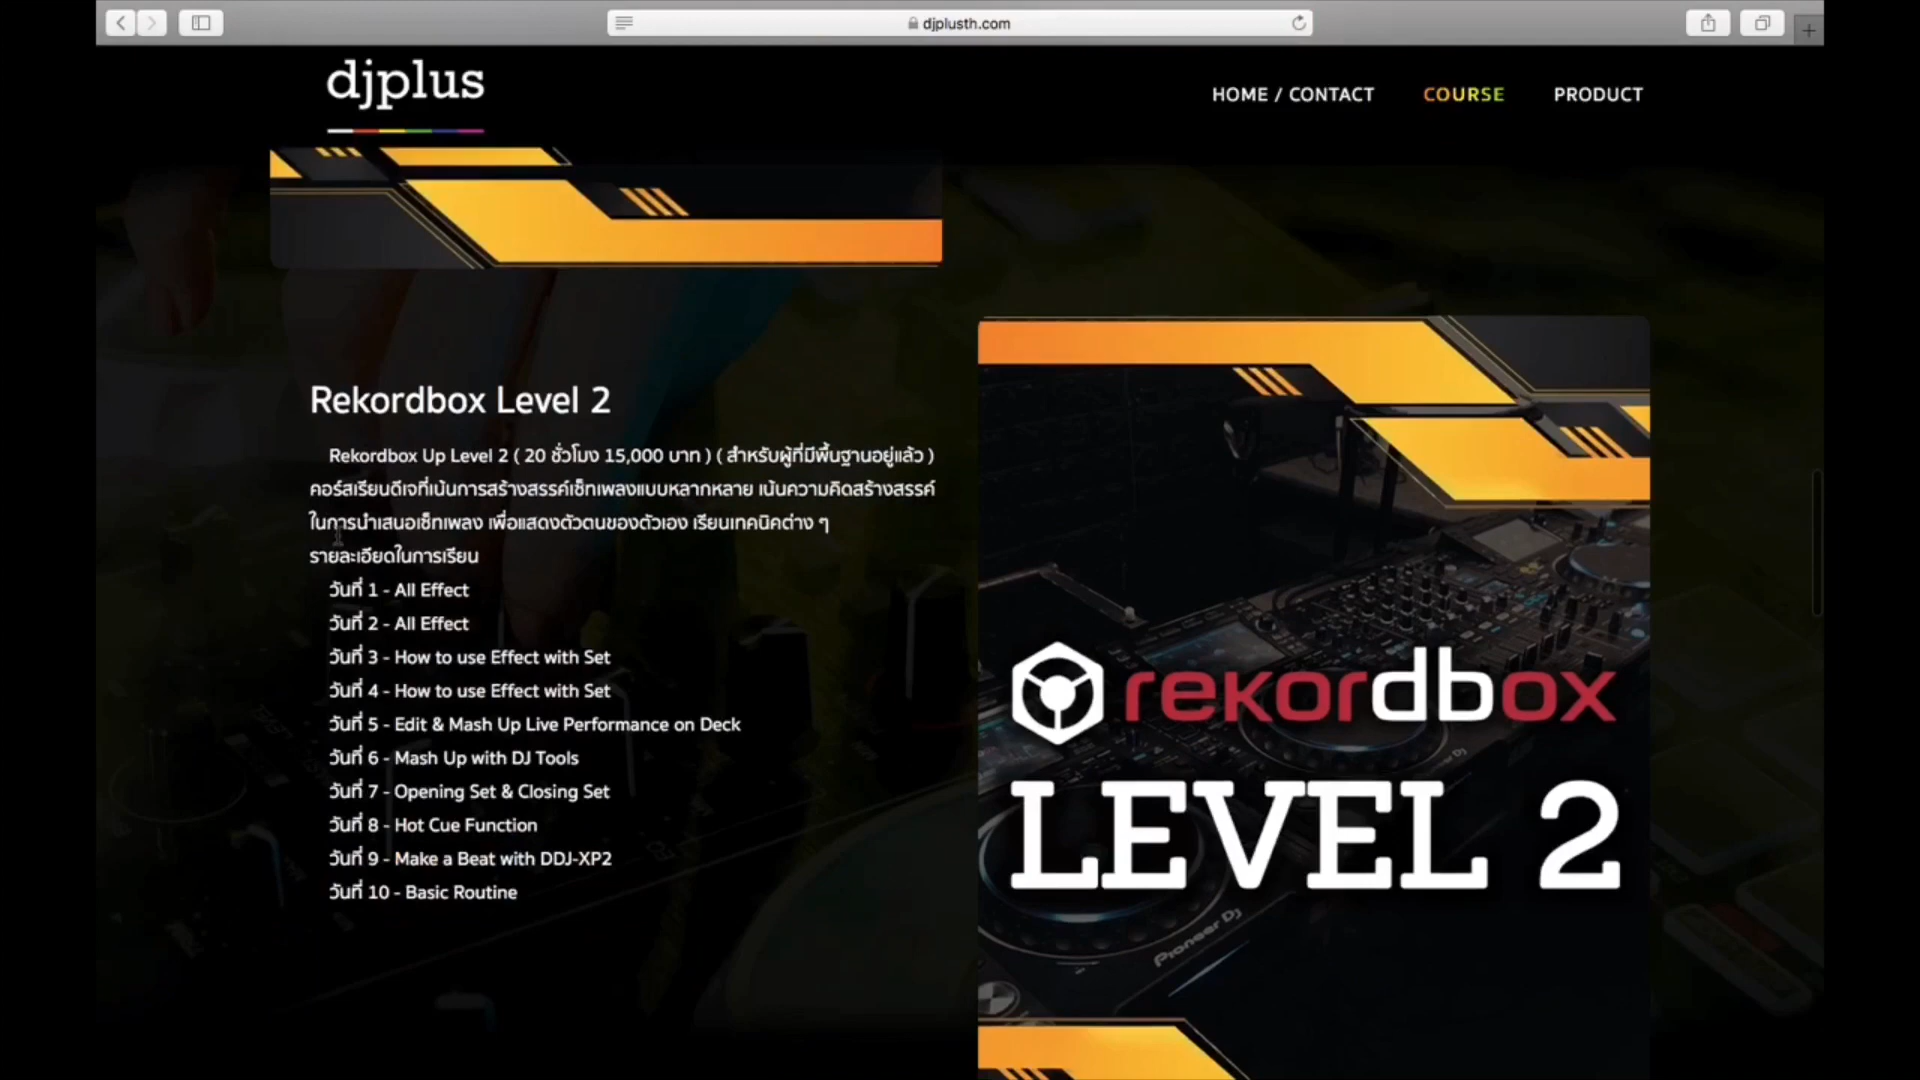 djplusth.com
djplus
HOME / CONTACT
COURSE
PRODUCT
Rekordbox Level 2
Rekordbox Up Level 2 ( 20 ชั่วโมง 15,000 บาท ) ( สำหรับผู้ที่มีพื้นฐานอยู่แล้ว )
คอร์สเรียนดีเจที่เน้นการสร้างสรรค์เซ็ทเพลงแบบหลากหลาย เน้นความคิดสร้างสรรค์
ในการนำเสนอเซ็ทเพลง เพื่อแสดงตัวตนของตัวเอง เรียนเทคนิคต่าง ๆ
รายละเอียดในการเรียน
วันที่ 1 - All Effect
วันที่ 2 - All Effect
วันที่ 3 - How to use Effect with Set
วันที่ 4 - How to use Effect with Set
วันที่ 5 - Edit & Mash Up Live Performance on Deck
วันที่ 6 - Mash Up with DJ Tools
วันที่ 7 - Opening Set & Closing Set
วันที่ 8 - Hot Cue Function
วันที่ 9 - Make a Beat with DDJ-XP2
วันที่ 10 - Basic Routine
rekordbox
LEVEL 2
Pioneer Dj